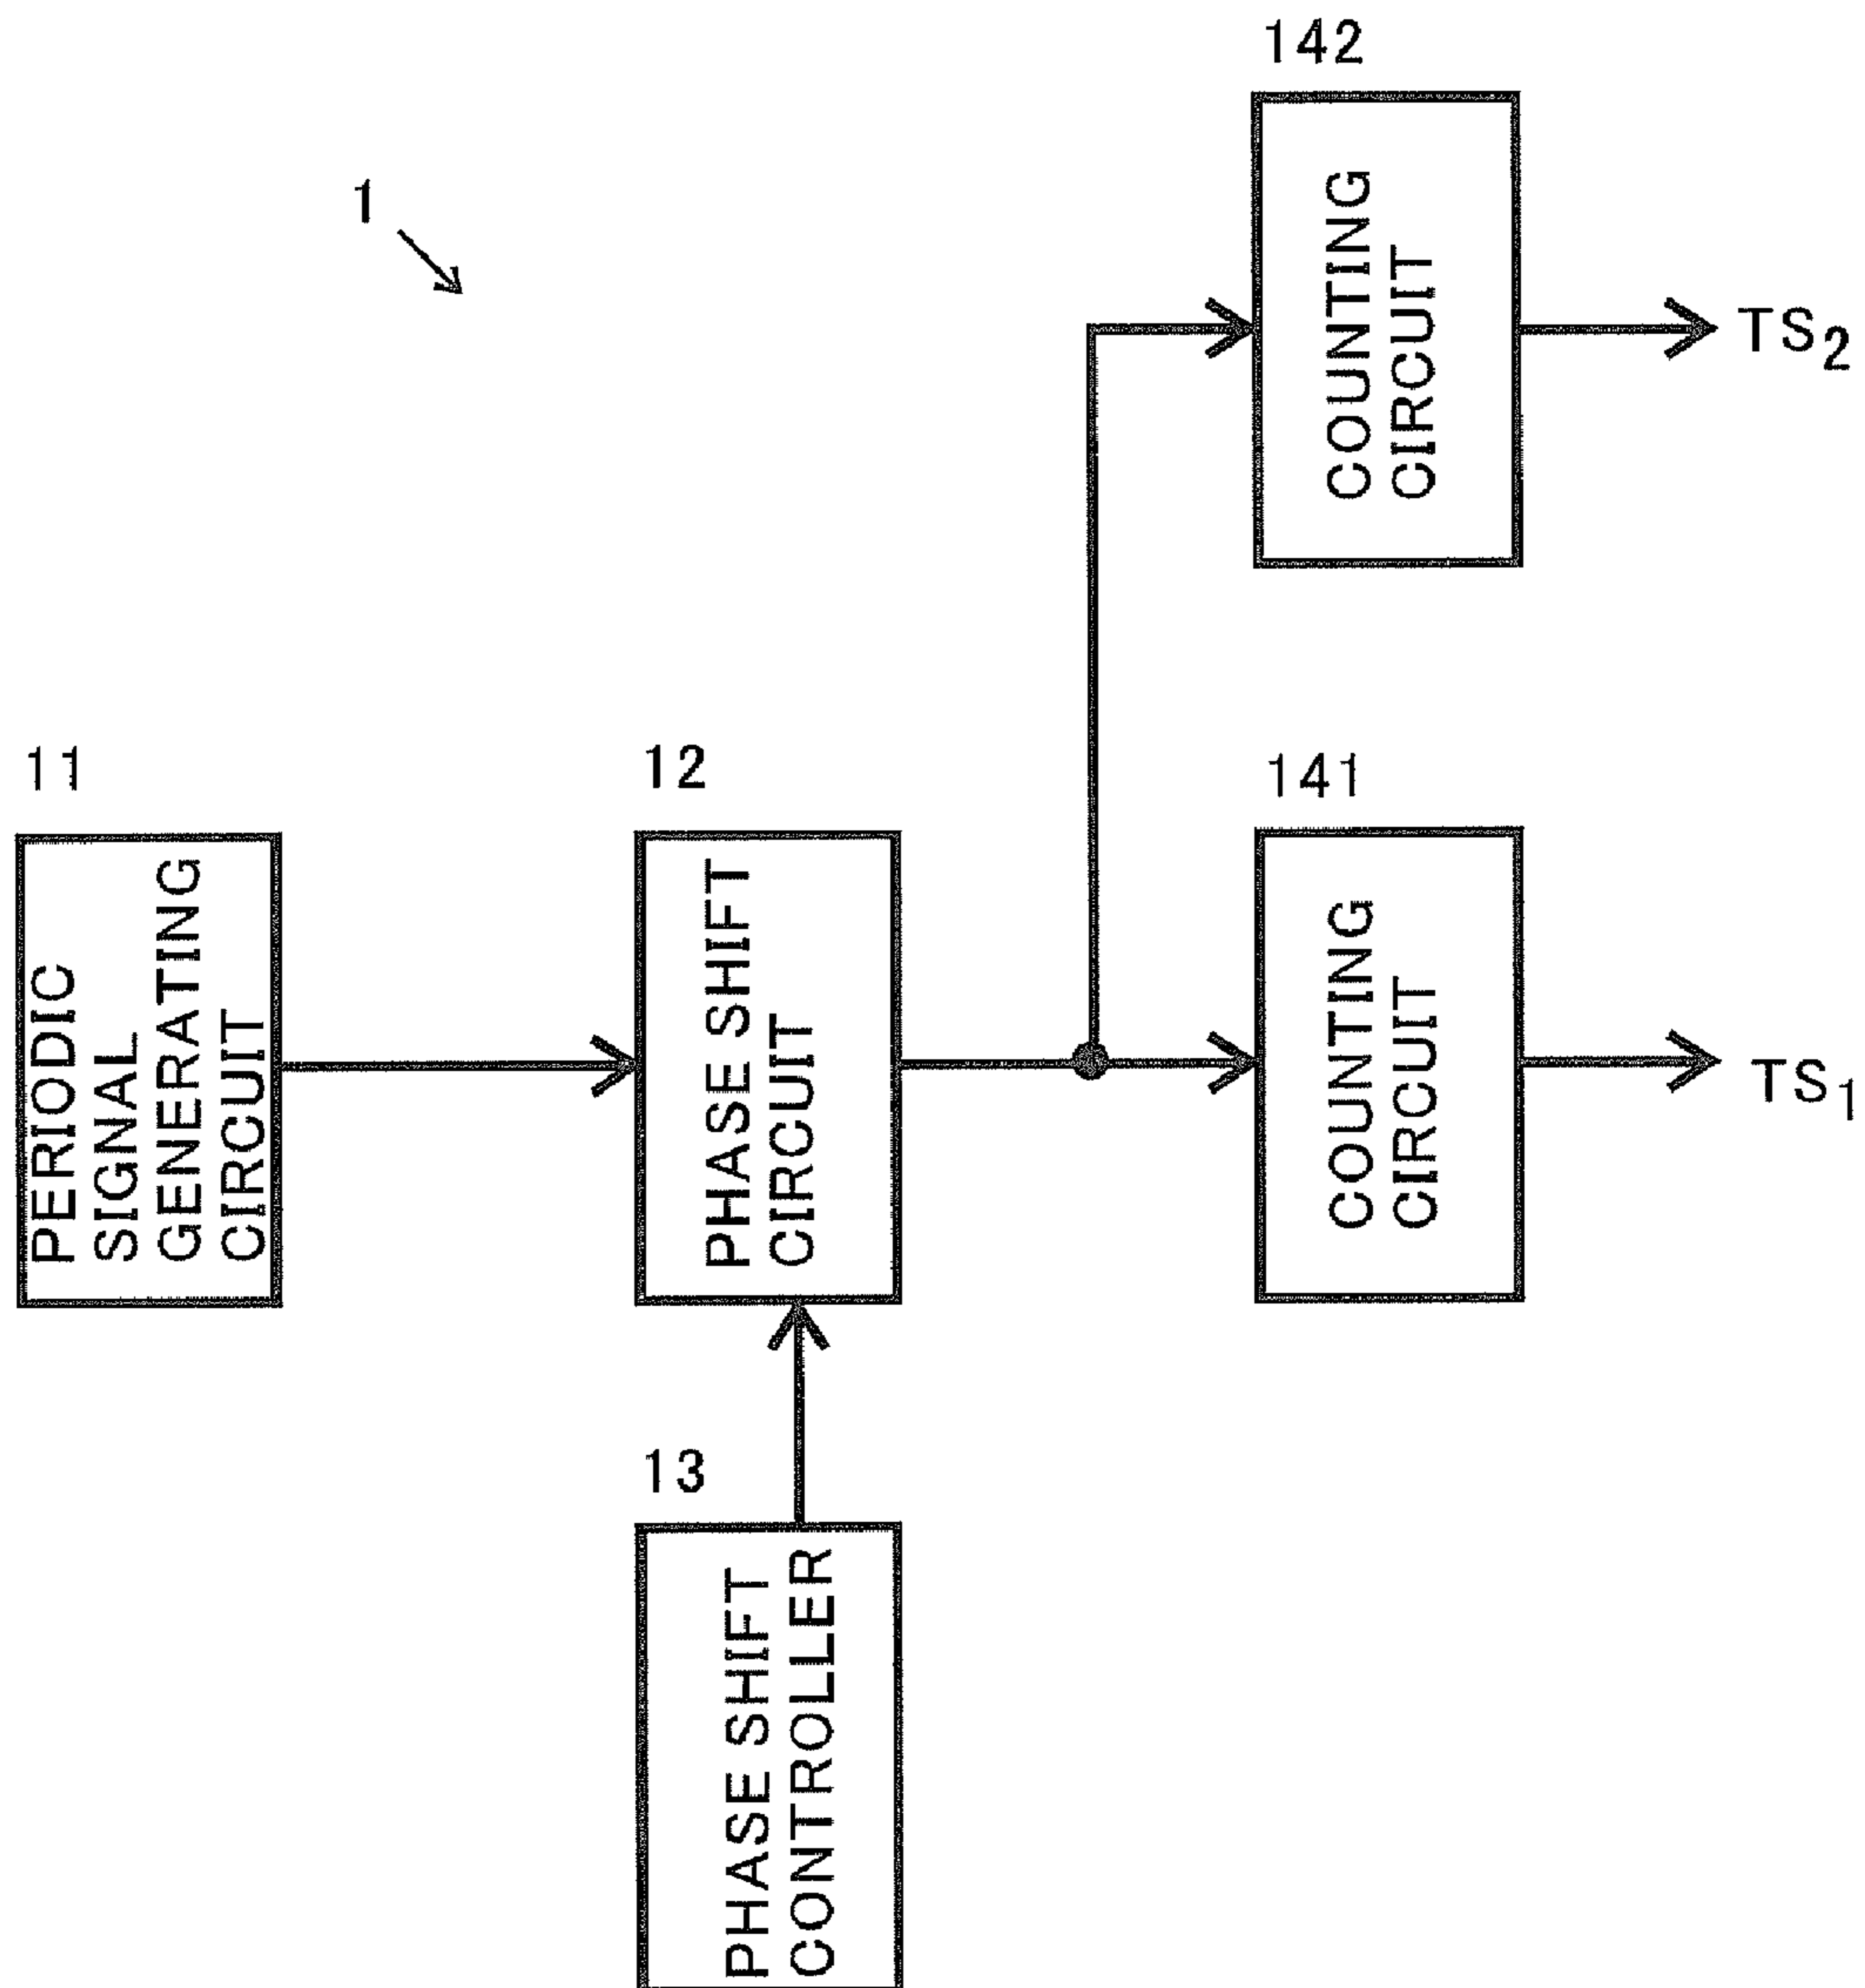 142
1
COUNTING
CIRCUIT
TS2
11
PERIODIC
SIGNAL
GENERATING
CIRCUIT
12
PHASE SHIFT
CIRCUIT
141
COUNTING
CIRCUIT
TS1
13
PHASE SHIFT
CONTROLLER